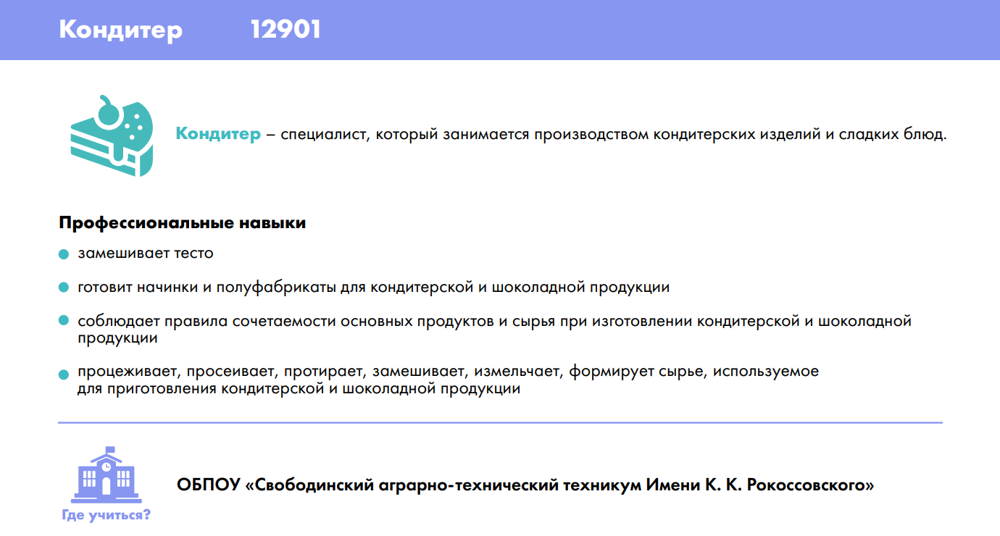 Кондитер 12901
Кондитер – специалист, который занимается производством кондитерских изделий и сладких блюд.
Профессиональные навыки
замешивает тесто
готовит начинки и полуфабрикаты для кондитерской и шоколадной продукции
соблюдает правила сочетаемости основных продуктов и сырья при изготовлении кондитерской и шоколадной
продукции
процеживает, просеивает, протирает, замешивает, измельчает, формирует сырье, используемое
для приготовления кондитерской и шоколадной продукции
ОБПОУ «Свободинский аграрно-технический техникум Имени К. К. Рокоссовского»
Где учиться?